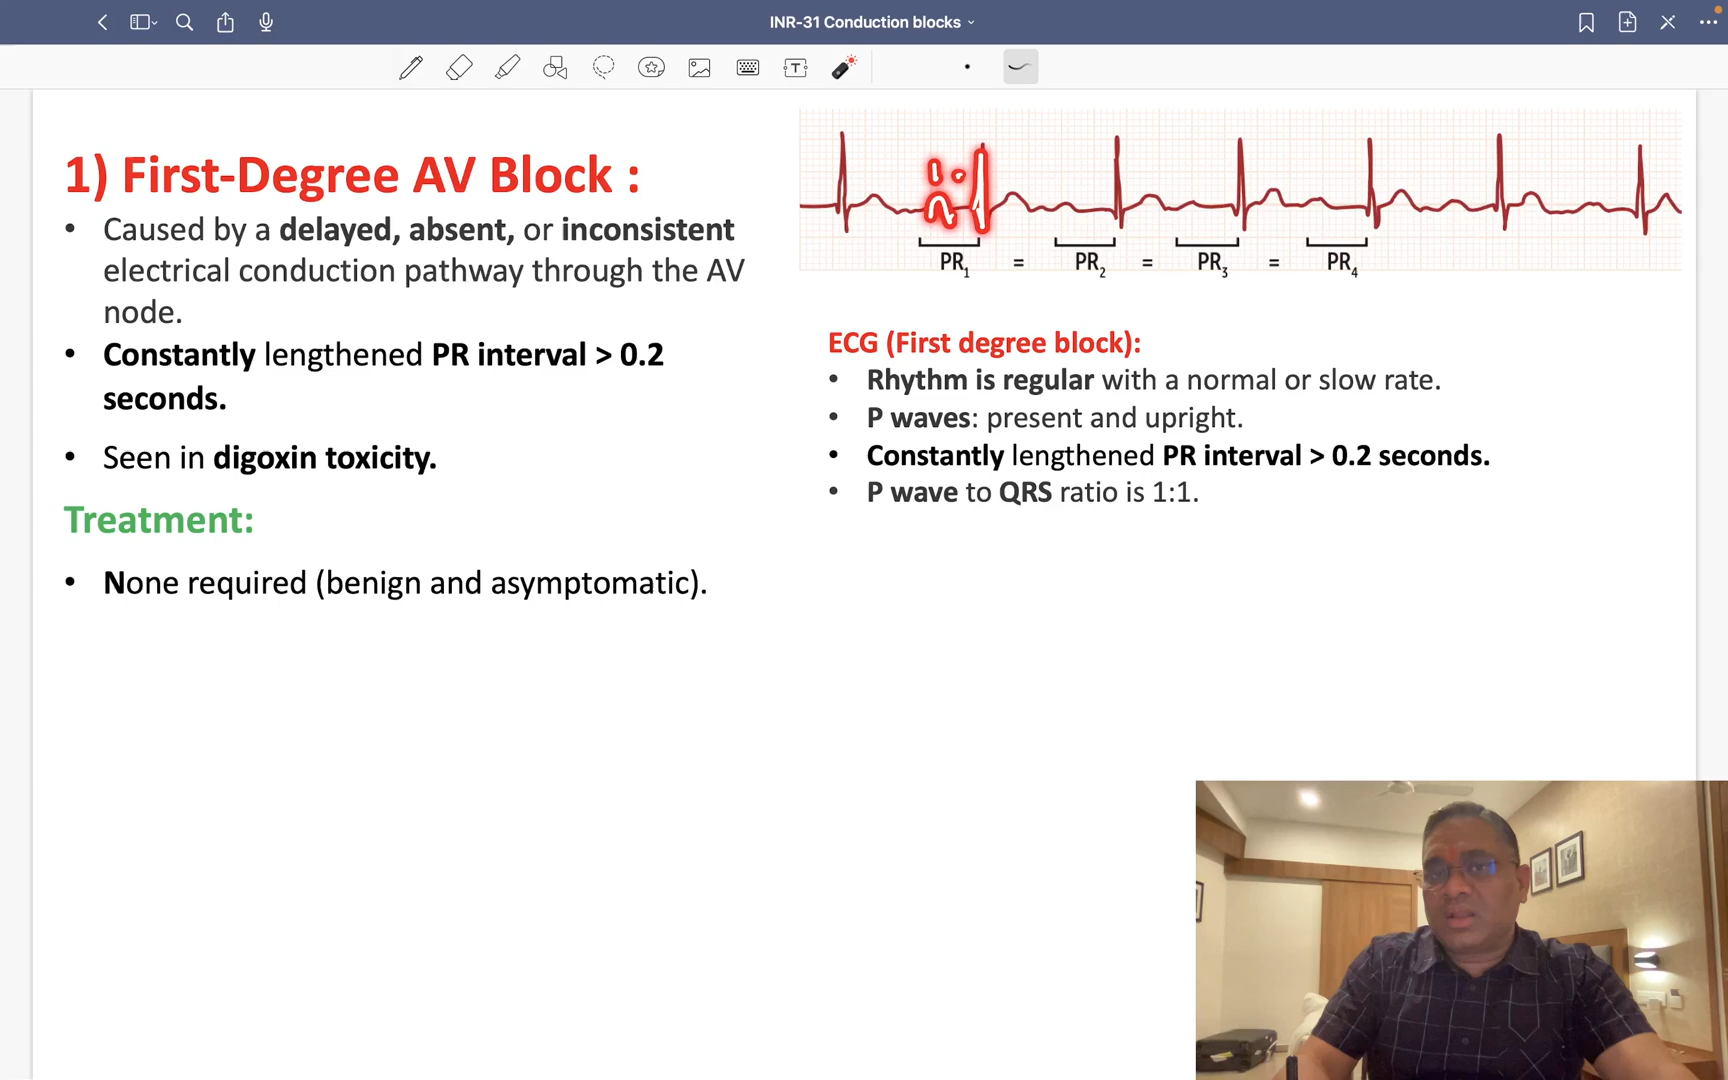 INR-31 Conduction blocks
1) First-Degree AV Block :
• Caused by a delayed, absent, or inconsistent
electrical conduction pathway through the AV
node.
• Constantly lengthened PR interval > 0.2
seconds.
• Seen in digoxin toxicity.
Treatment:
• None required (benign and asymptomatic).
PR1 = PR2 = PR3 = PR4
ECG (First degree block):
• Rhythm is regular with a normal or slow rate.
• P waves: present and upright.
• Constantly lengthened PR interval > 0.2 seconds.
• P wave to QRS ratio is 1:1.